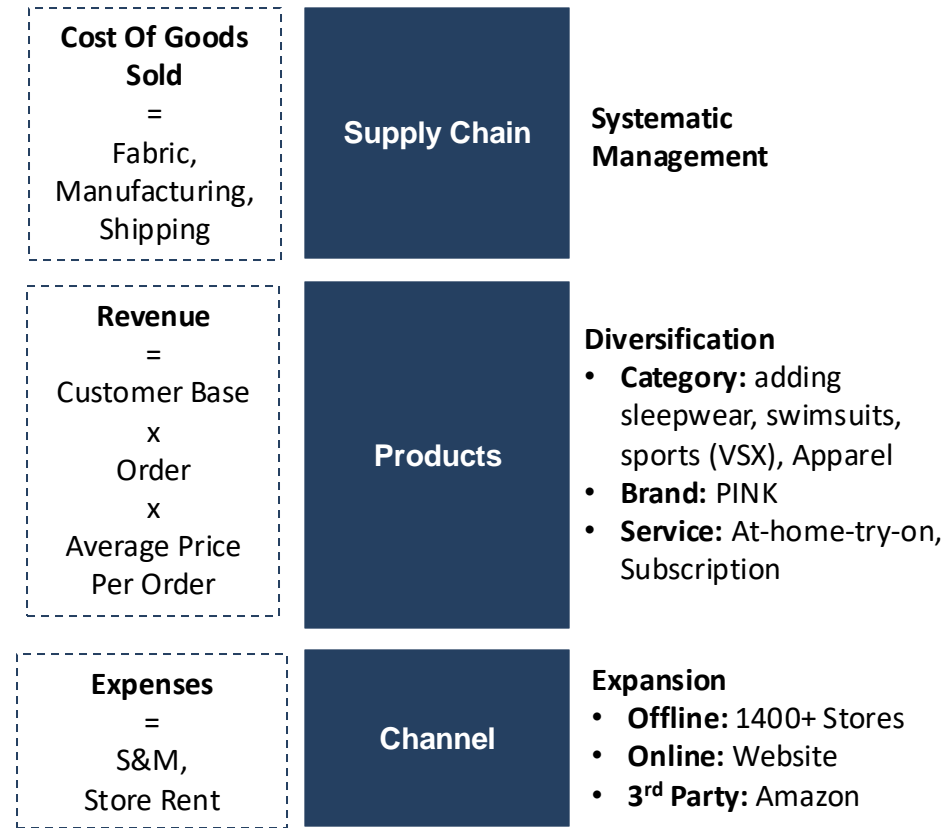 Cost Of Goods
Sold
=
Fabric,
Manufacturing,
Shipping
Supply Chain
Systematic
Management
Revenue
=
Customer Base
x
Order
x
Average Price
Per Order
Products
Diversification
• Category: adding
sleepwear, swimsuits,
sports (VSX), Apparel
• Brand: PINK
• Service: At-home-try-on,
Subscription
Expenses
=
S&M,
Store Rent
Channel
Expansion
• Offline: 1400+ Stores
• Online: Website
• 3rd Party: Amazon